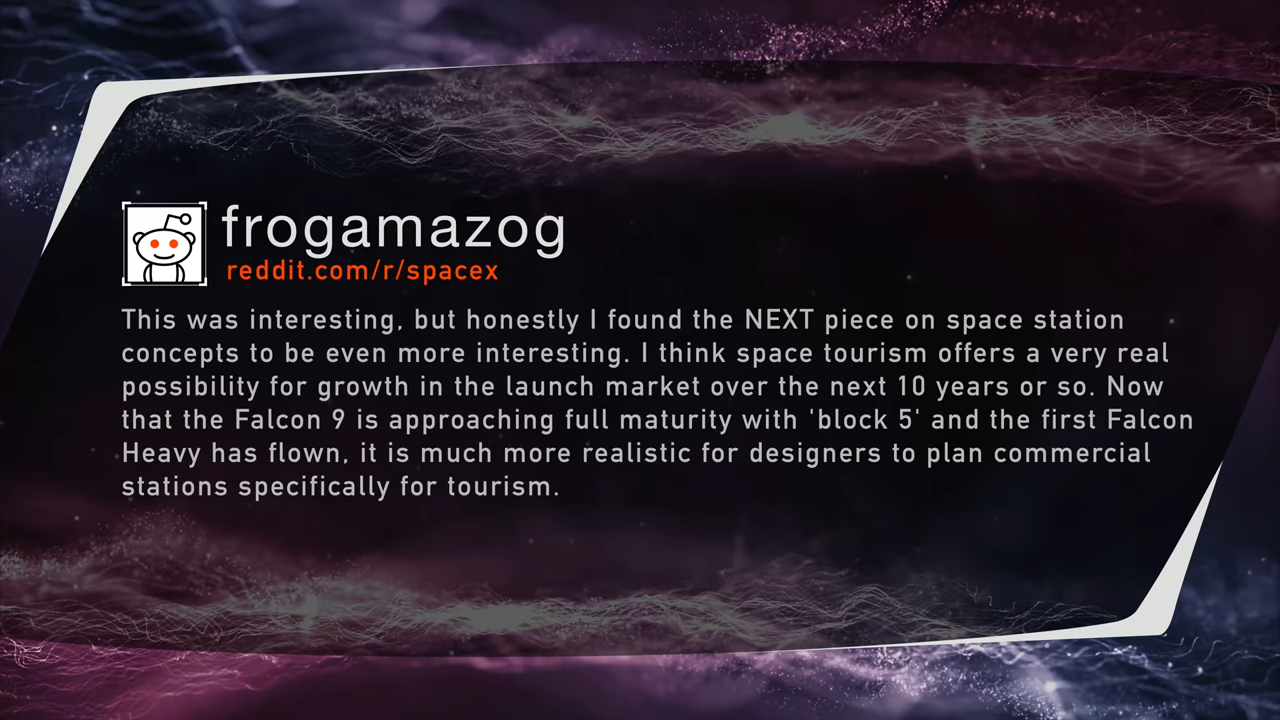 frogamazog
reddit.com/r/spacex
This was interesting, but honestly I found the NEXT piece on space station
concepts to be even more interesting. I think space tourism offers a very real
possibility for growth in the launch market over the next 10 years or so. Now
that the Falcon 9 is approaching full maturity with 'block 5' and the first Falcon
Heavy has flown, it is much more realistic for designers to plan commercial
stations specifically for tourism.